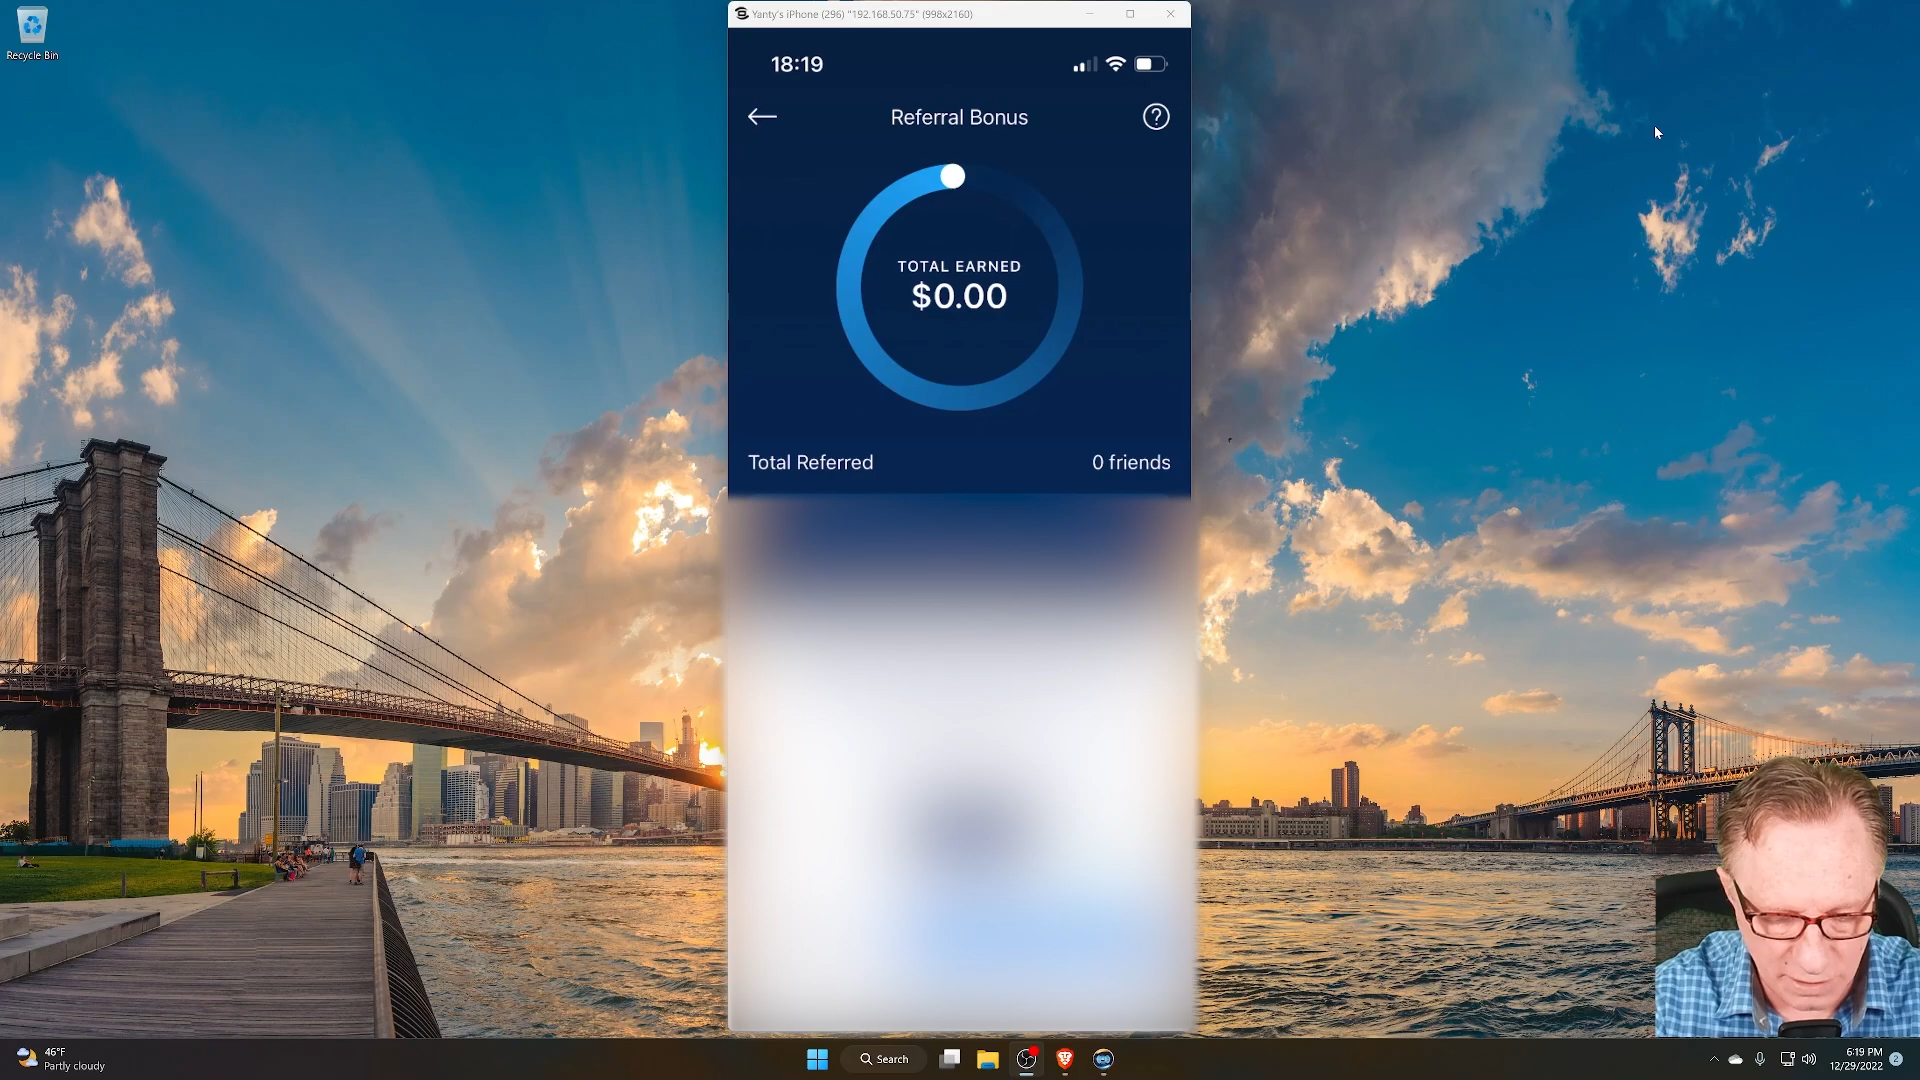 Recycle Bin
Yanty's iPhone (296) "192.168.50.75" (998x2160)
18:19
Referral Bonus
?
TOTAL EARNED
$0.00
Total Referred 0 friends
46°F
Partly cloudy
Search
6:19 PM
12/29/2022
2